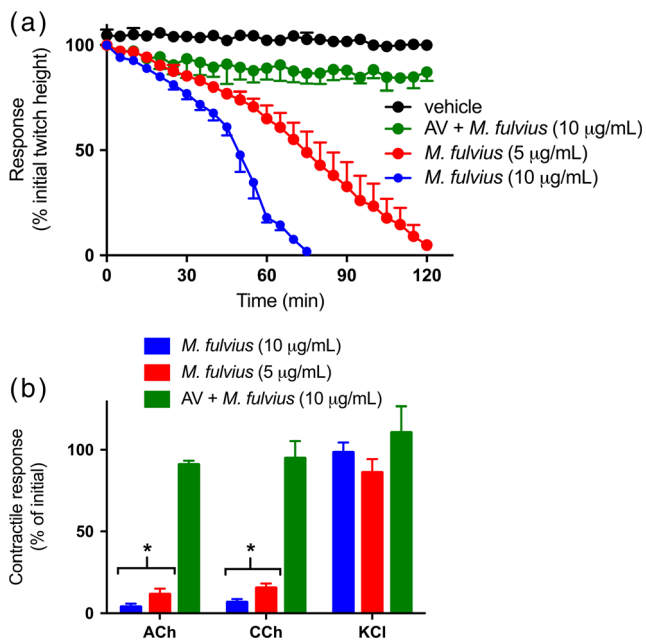 (a)
100
50
0
Response
(% initial twitch height)
vehicle
AV + M. fulvius (10 μg/mL)
M. fulvius (5 μg/mL)
M. fulvius (10 μg/mL)
0 30 60 90 120
Time (min)
M. fulvius (10 μg/mL)
M. fulvius (5 μg/mL)
AV + M. fulvius (10 μg/mL)
(b)
Contractile response
(% of initial)
100
50
0
* *
ACh CCh KCl